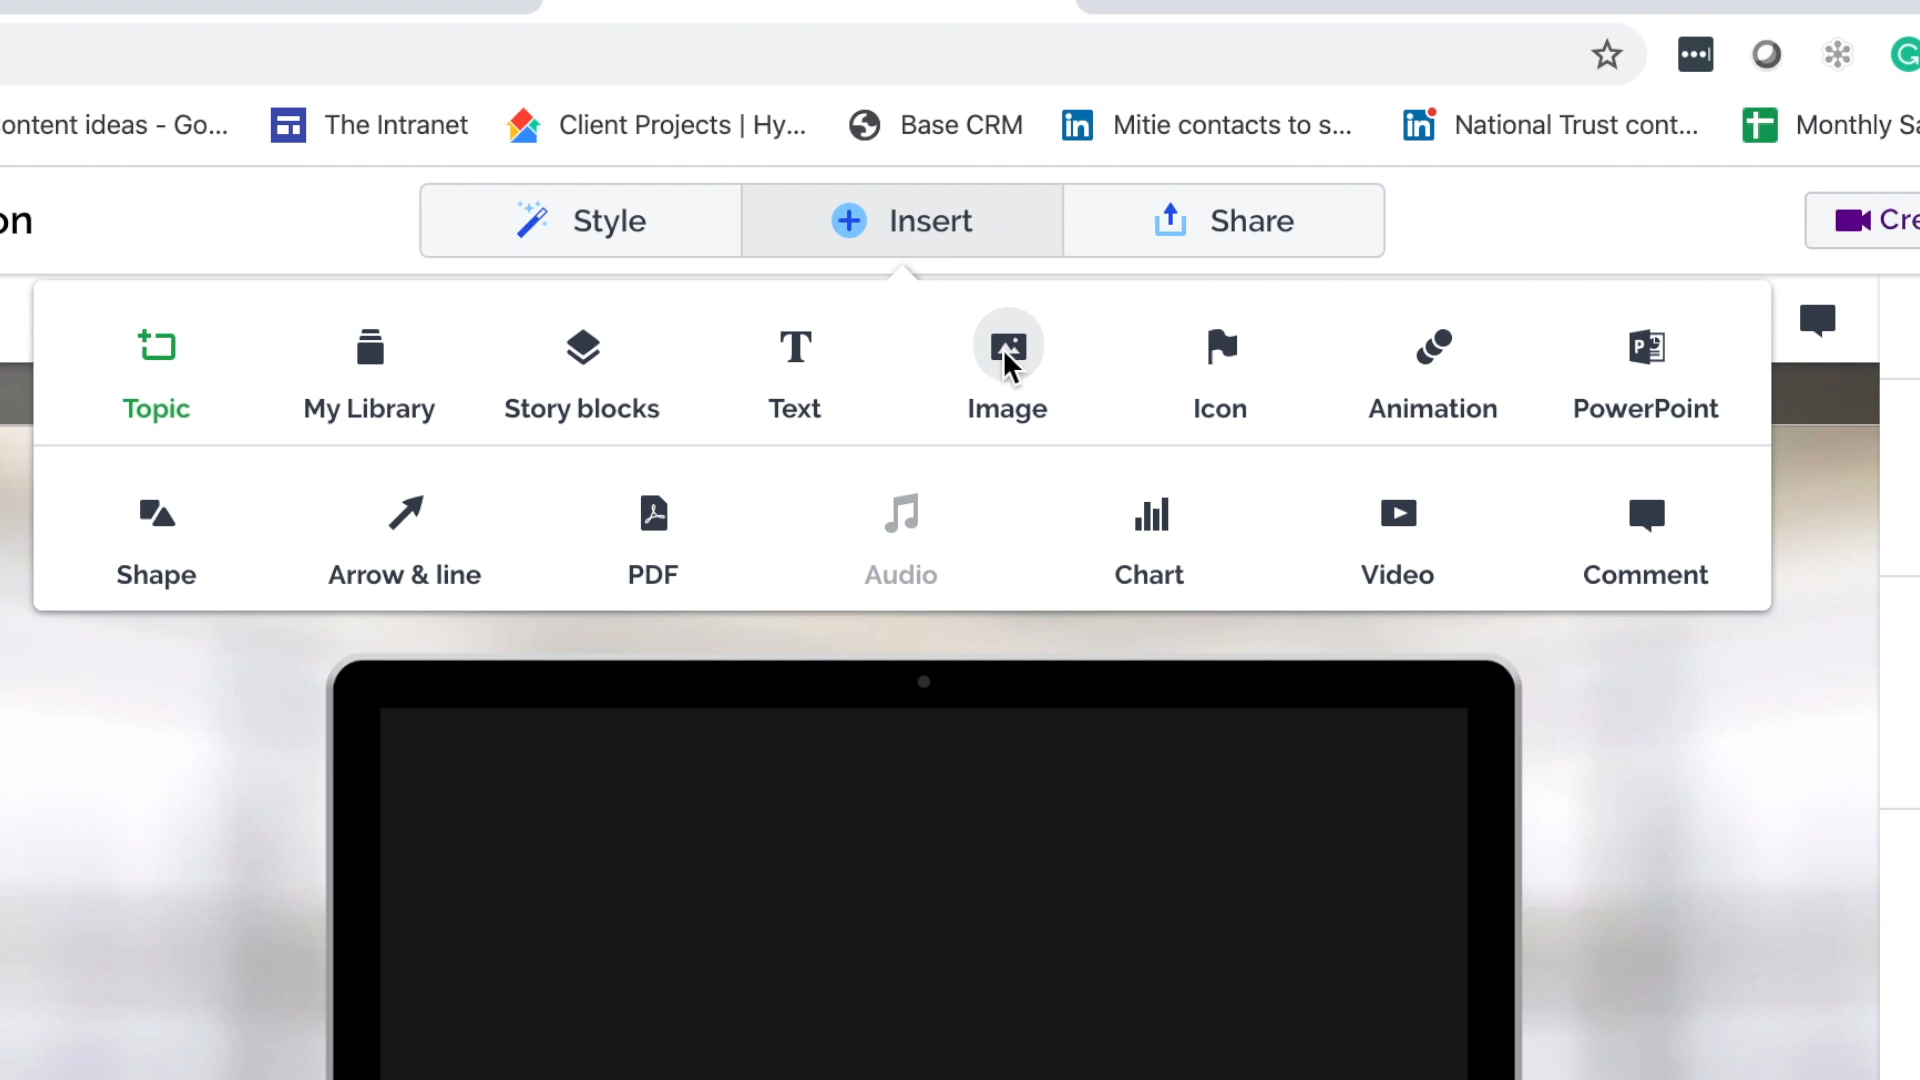 ontent ideas - Go... The Intranet Client Projects | Hy... Base CRM Mitie contacts to s... National Trust cont... Monthly Sa
on Style Insert Share Cre
Topic My Library Story blocks Text Image Icon Animation PowerPoint
Shape Arrow & line PDF Audio Chart Video Comment